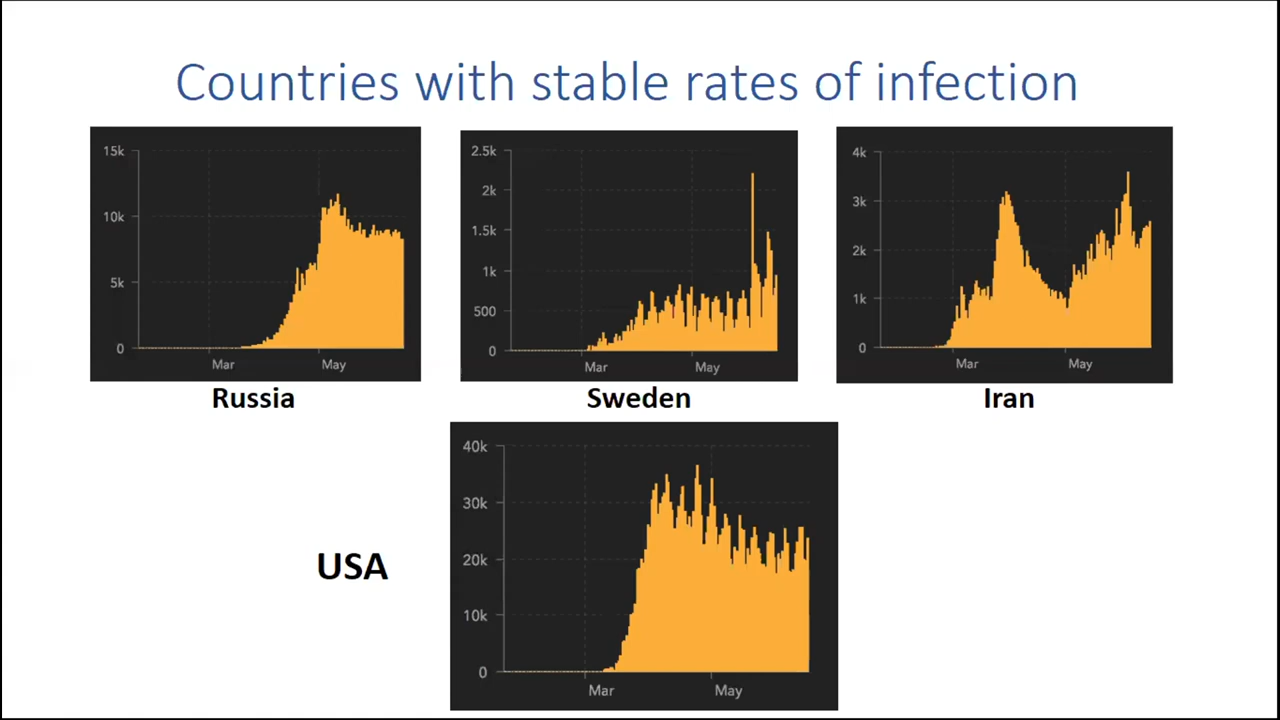 Countries with stable rates of infection
15k
10k
5k
0
Mar May
Russia
2.5k
2k
1.5k
1k
500
0
Mar May
Sweden
4k
3k
2k
1k
0
Mar May
Iran
USA
40k
30k
20k
10k
0
Mar May